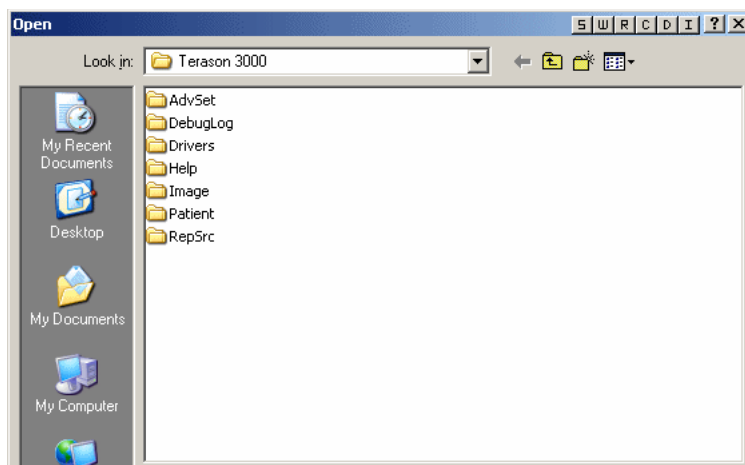 Open
S W R C D I ? X
Look in: Terason 3000
AdvSet
DebugLog
Drivers
Help
Image
Patient
RepSrc
My Recent
Documents
Desktop
My Documents
My Computer